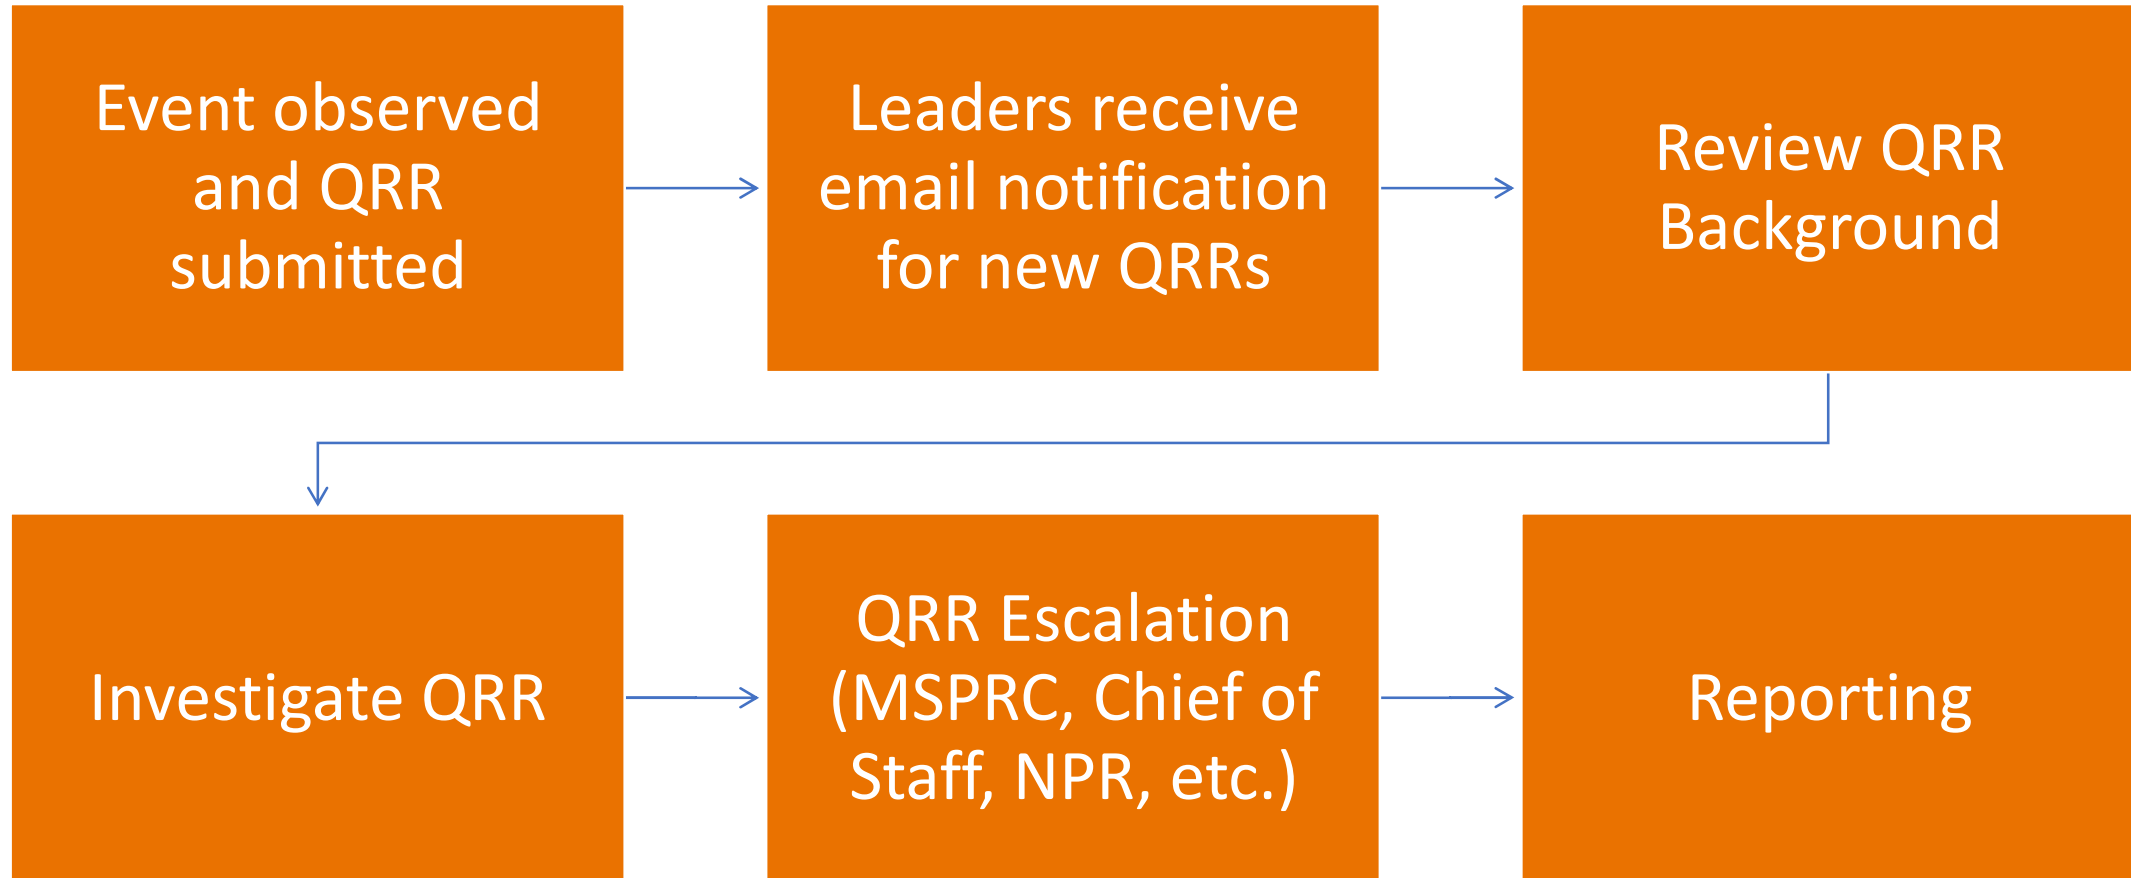 Event observed
and QRR
submitted
Leaders receive
email notification
for new QRRs
Review QRR
Background
Investigate QRR
QRR Escalation
(MSPRC, Chief of
Staff, NPR, etc.)
Reporting